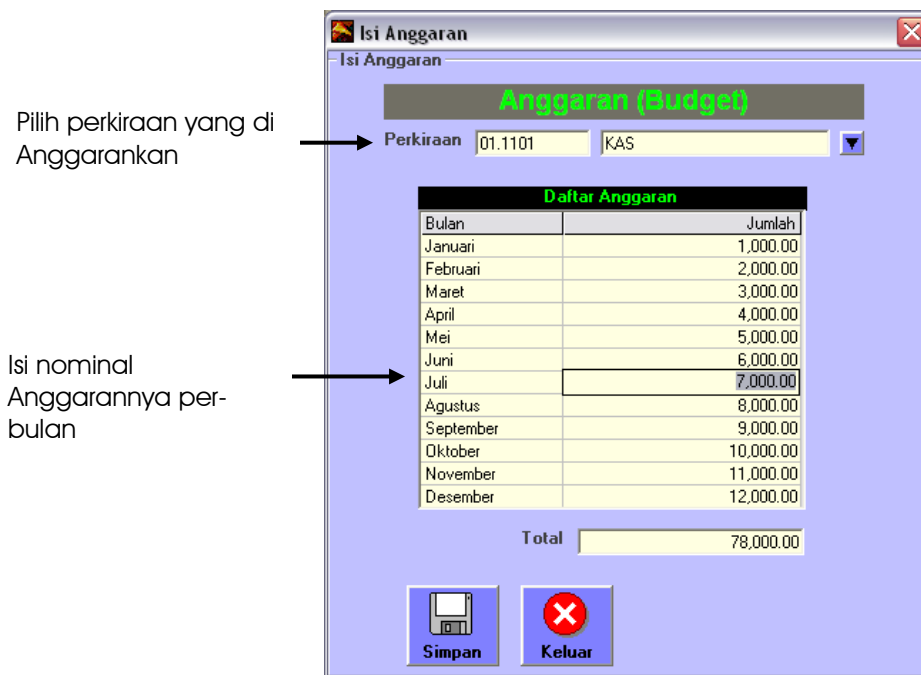 Isi Anggaran
Isi Anggaran
Anggaran (Budget)
Pilih perkiraan yang di
Anggarankan
Perkiraan 01.1101 KAS
Daftar Anggaran
Bulan Jumlah
Januari 1,000.00
Februari 2,000.00
Maret 3,000.00
April 4,000.00
Mei 5,000.00
Juni 6,000.00
Juli 7,000.00
Agustus 8,000.00
September 9,000.00
Oktober 10,000.00
November 11,000.00
Desember 12,000.00
Isi nominal
Anggarannya per-
bulan
Total 78,000.00
Simpan Keluar